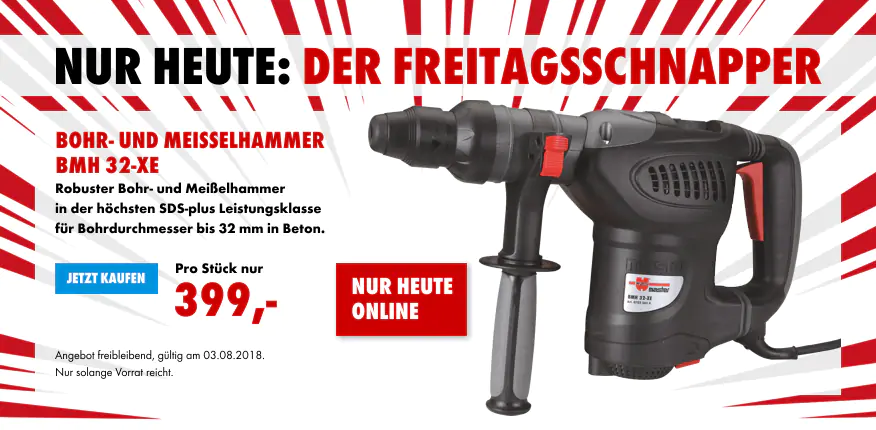 NUR HEUTE: DER FREITAGSSCHNAPPER
BOHR- UND MEISSELHAMMER
BMH 32-XE
Robuster Bohr- und Meißelhammer
in der höchsten SDS-plus Leistungsklasse
für Bohrdurchmesser bis 32 mm in Beton.
JETZT KAUFEN
Pro Stück nur
399,-
NUR HEUTE
ONLINE
Angebot freibleibend, gültig am 03.08.2018.
Nur solange Vorrat reicht.
master
BMH 32-XE